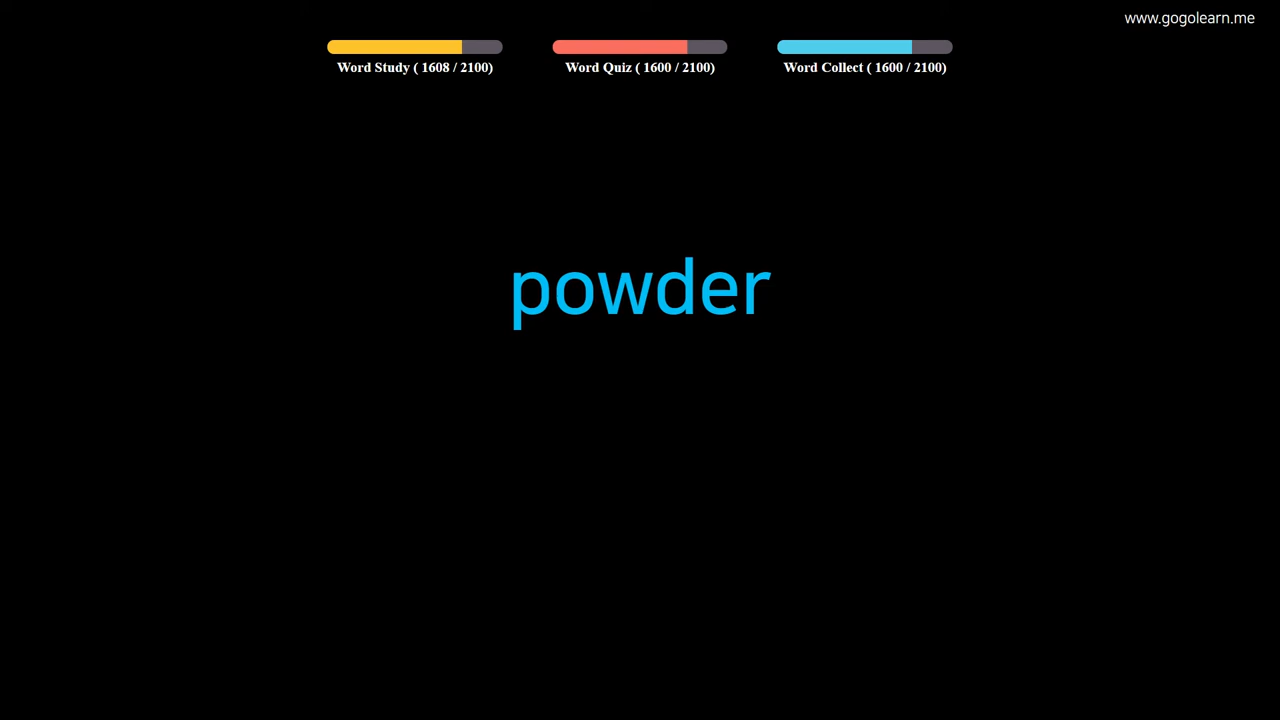 www.gogolearn.me
Word Study ( 1608 / 2100)
Word Quiz ( 1600 / 2100)
Word Collect ( 1600 / 2100)
powder